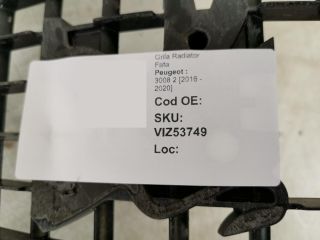 Grila Radiator
Fata
Peugeot :
3008 2 [2016 -
2020]
Cod OE:
SKU:
VIZ53749
Loc: